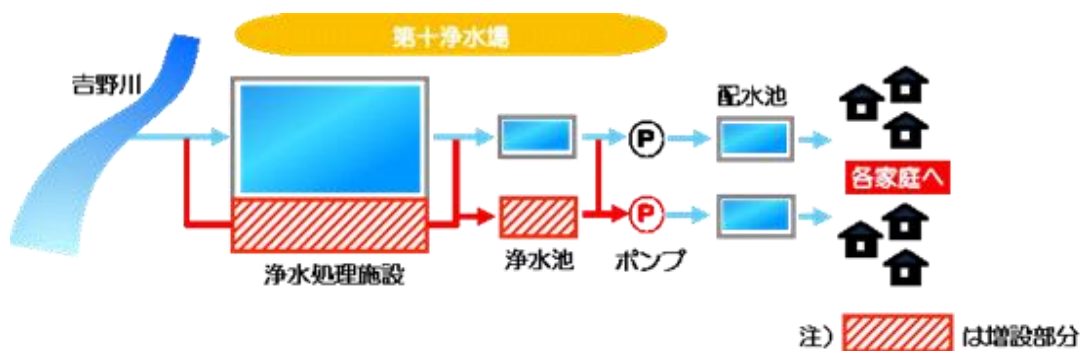 第十浄水場
吉野川
配水池
P
各家庭へ
P
浄水処理施設
浄水池
ポンプ
注)
は増設部分